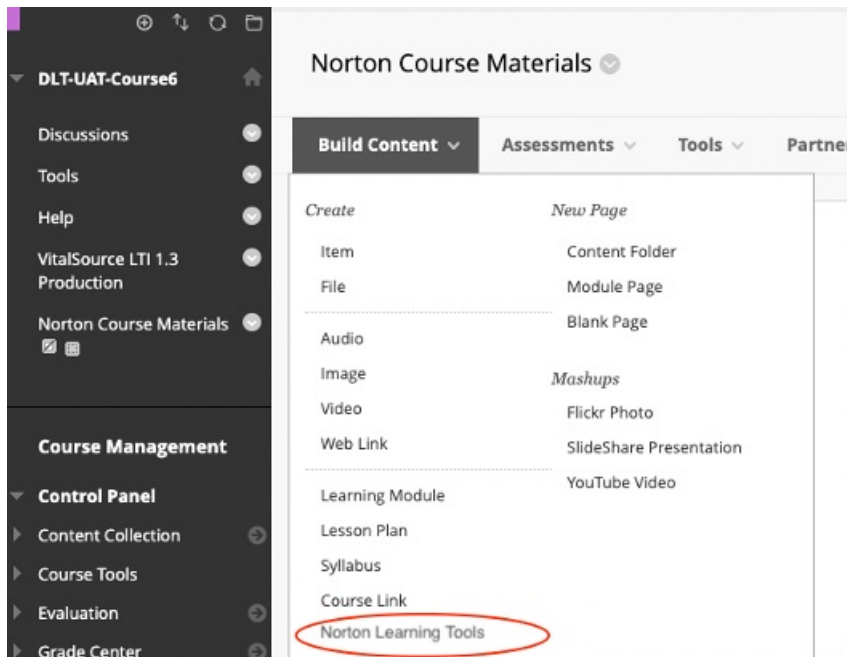 DLT-UAT-Course6
Discussions
Tools
Help
VitalSource LTI 1.3
Production
Norton Course Materials
Course Management
Control Panel
Content Collection
Course Tools
Evaluation
Grade Center
Norton Course Materials
Build Content
Assessments
Tools
Partne
Create
Item
File
Audio
Image
Video
Web Link
Learning Module
Lesson Plan
Syllabus
Course Link
Norton Learning Tools
New Page
Content Folder
Module Page
Blank Page
Mashups
Flickr Photo
SlideShare Presentation
YouTube Video